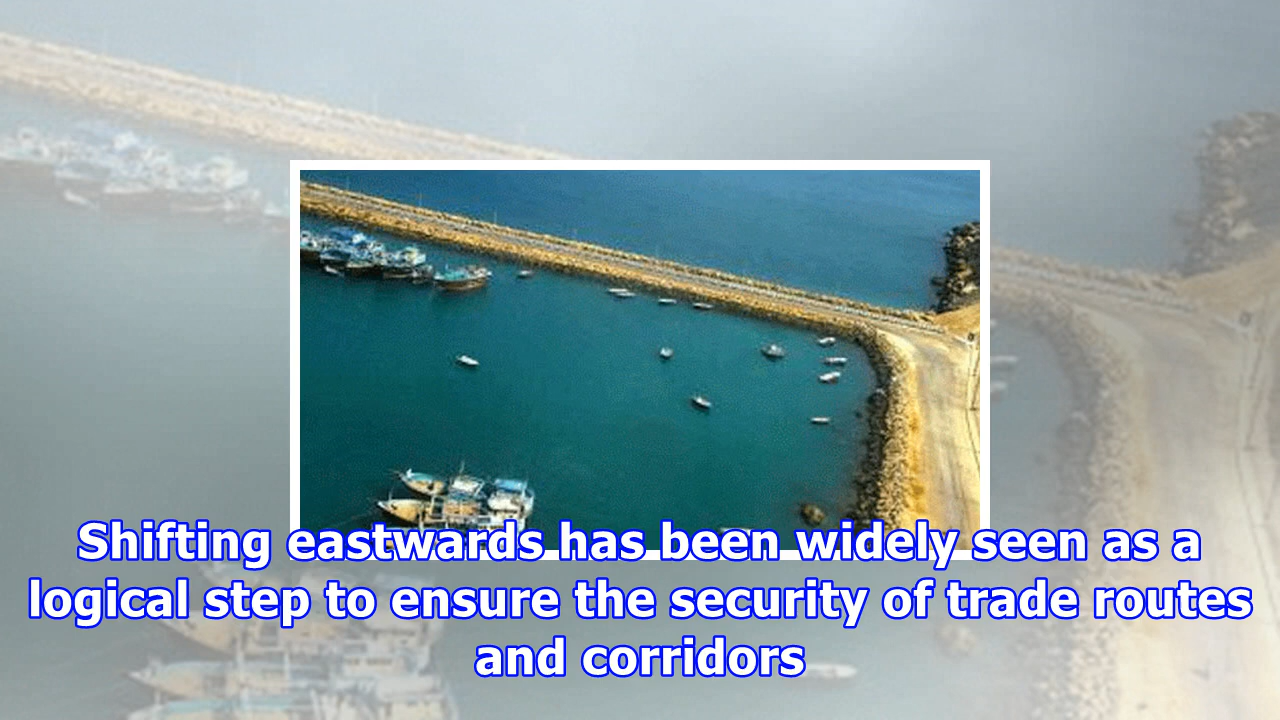 Shifting eastwards has been widely seen as a
logical step to ensure the security of trade routes
and corridors